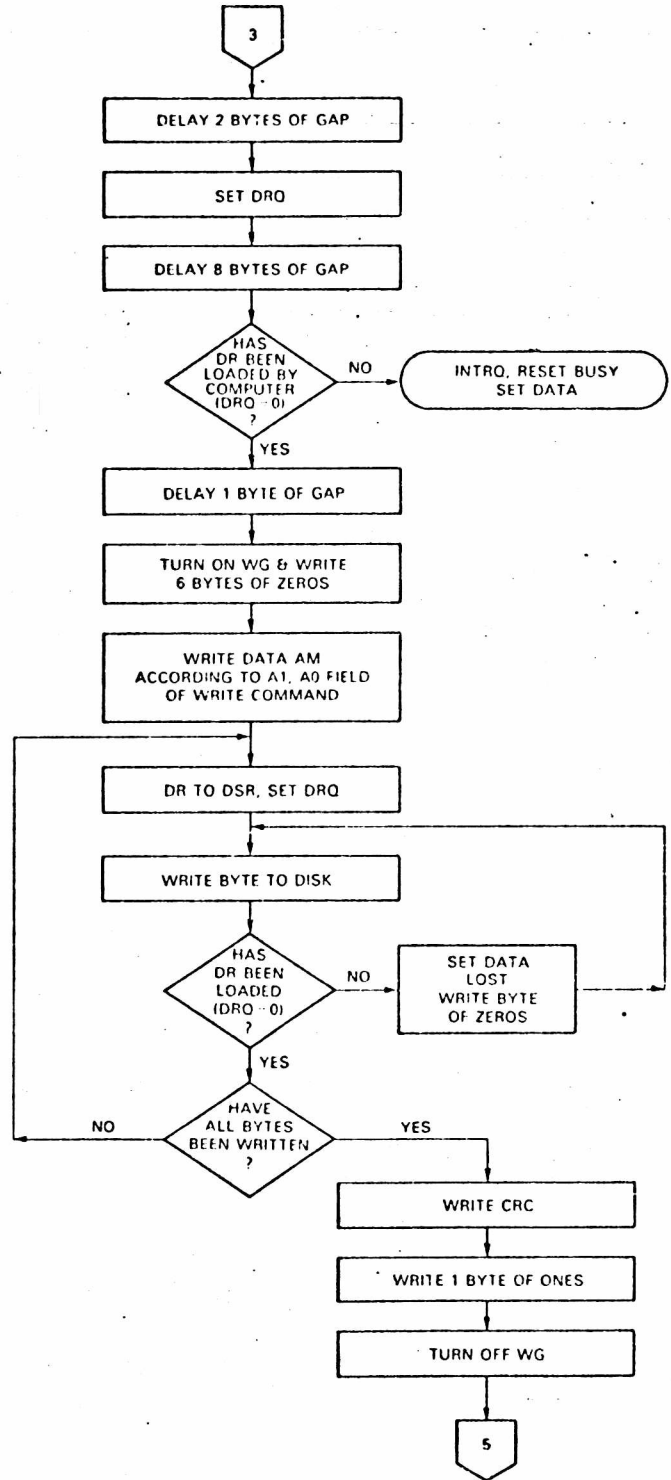 3
DELAY 2 BYTES OF GAP
SET DRQ
DELAY 8 BYTES OF GAP
HAS
DR BEEN
LOADED BY
COMPUTER
(DRQ = 0)
?
NO
INTRQ, RESET BUSY
SET DATA
YES
DELAY 1 BYTE OF GAP
TURN ON WG & WRITE
6 BYTES OF ZEROS
WRITE DATA AM
ACCORDING TO A1, A0 FIELD
OF WRITE COMMAND
DR TO DSR, SET DRQ
WRITE BYTE TO DISK
HAS
DR BEEN
LOADED
(DRQ = 0)
?
NO
SET DATA
LOST
WRITE BYTE
OF ZEROS
YES
HAVE
ALL BYTES
BEEN WRITTEN
?
NO
YES
WRITE CRC
WRITE 1 BYTE OF ONES
TURN OFF WG
5